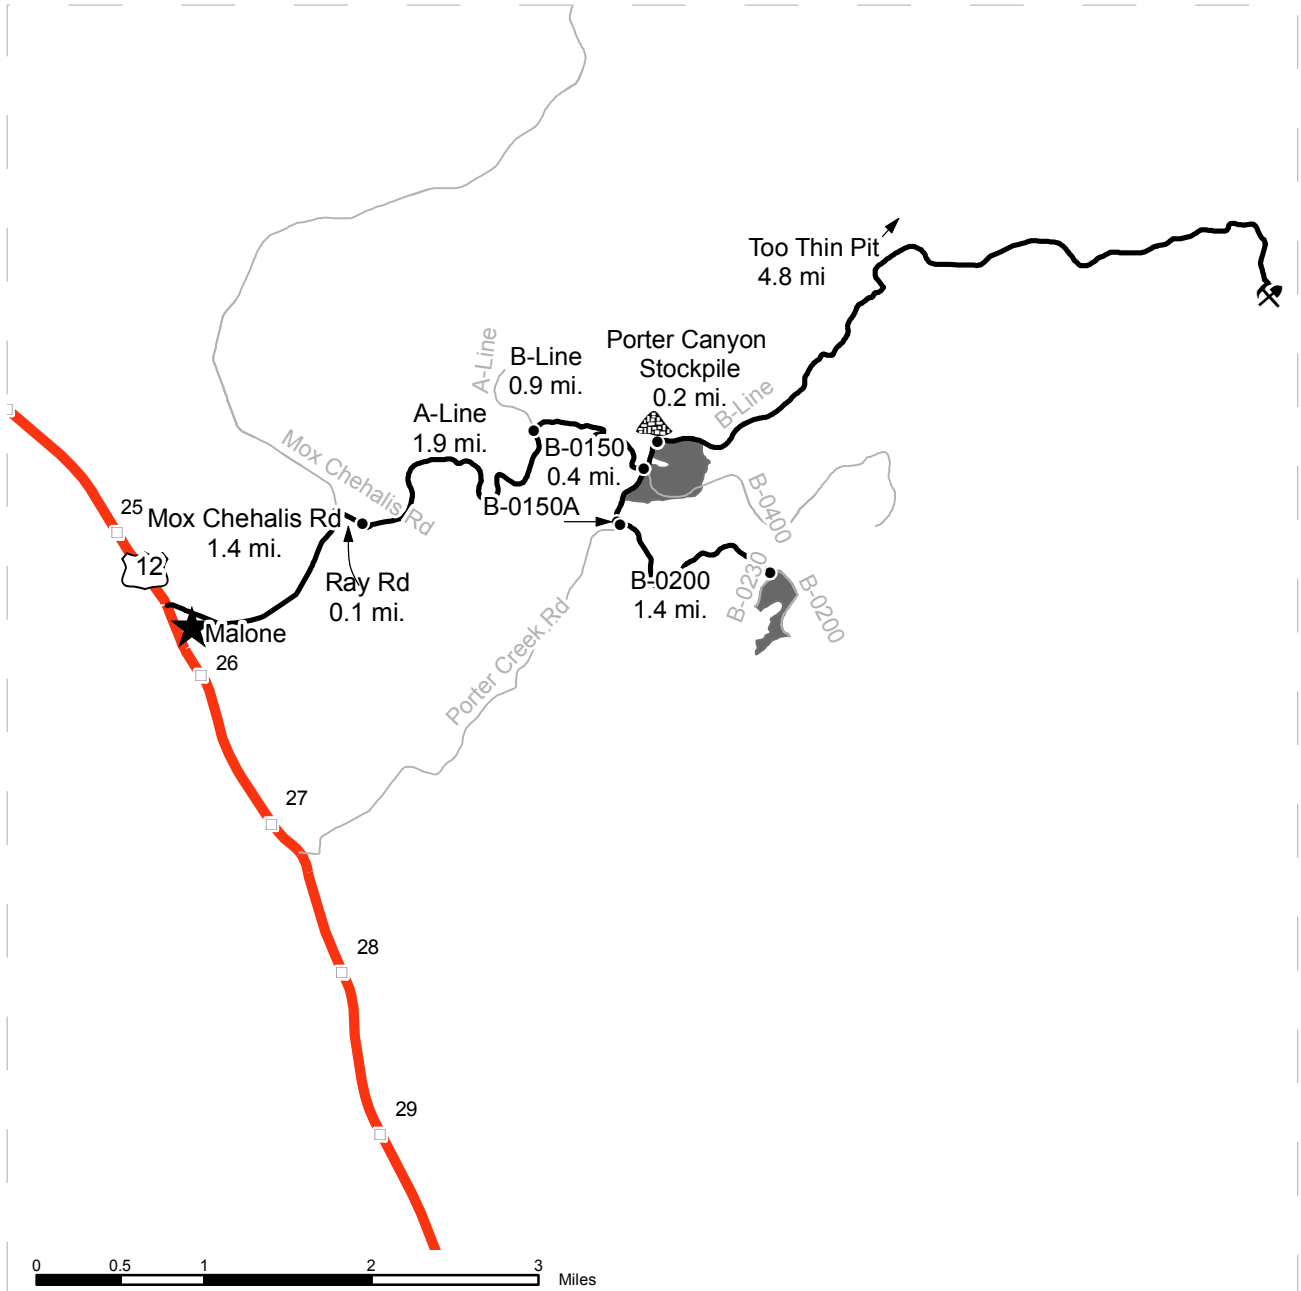 Too Thin Pit
4.8 mi
Porter Canyon
Stockpile
0.2 mi.
A-Line
B-Line
0.9 mi.
B-Line
A-Line
1.9 mi.
Mox Chehalis Rd
B-0150
0.4 mi.
B-0150A
B-0400
25
Mox Chehalis Rd
1.4 mi.
12
Ray Rd
0.1 mi.
B-0200
1.4 mi.
B-0230
B-0200
Malone
26
Porter Creek Rd
27
28
29
0 0.5 1 2 3
Miles